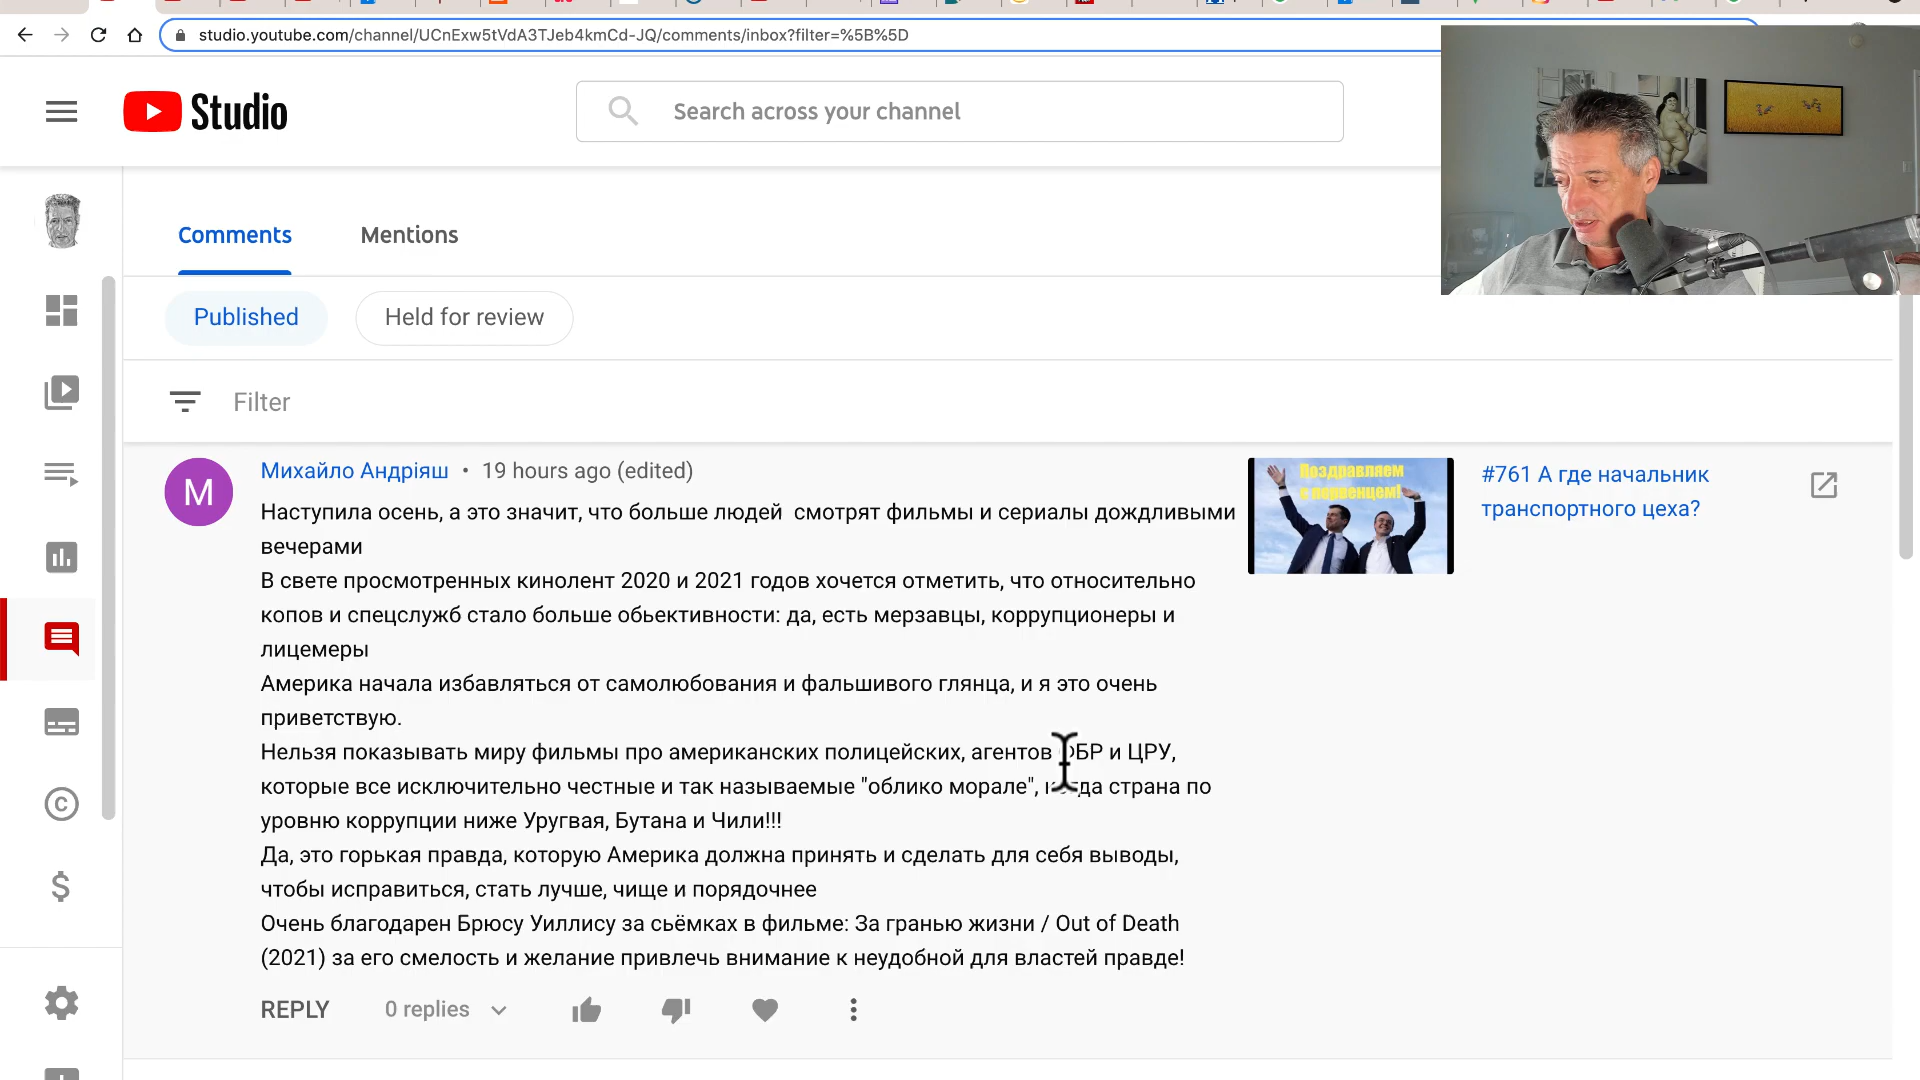 studio.youtube.com/channel/UCnExw5tVdA3TJeb4kmCd-JQ/comments/inbox?filter=%5B%5D
Studio
Search across your channel
Comments
Mentions
Published
Held for review
Filter
M
Михайло Андріяш • 19 hours ago (edited)
Наступила осень, а это значит, что больше людей смотрят фильмы и сериалы дождливыми
вечерами
В свете просмотренных кинолент 2020 и 2021 годов хочется отметить, что относительно
копов и спецслужб стало больше обьективности: да, есть мерзавцы, коррупционеры и
лицемеры
Америка начала избавляться от самолюбования и фальшивого глянца, и я это очень
приветствую.
Нельзя показывать миру фильмы про американских полицейских, агентов ФБР и ЦРУ,
которые все исключительно честные и так называемые "облико морале", когда страна по
уровню коррупции ниже Уругвая, Бутана и Чили!!!
Да, это горькая правда, которую Америка должна принять и сделать для себя выводы,
чтобы исправиться, стать лучше, чище и порядочнее
Очень благодарен Брюсу Уиллису за сьёмках в фильме: За гранью жизни / Out of Death
(2021) за его смелость и желание привлечь внимание к неудобной для властей правде!
REPLY
0 replies
Поздравляем
с первенцем!
#761 А где начальник
транспортного цеха?